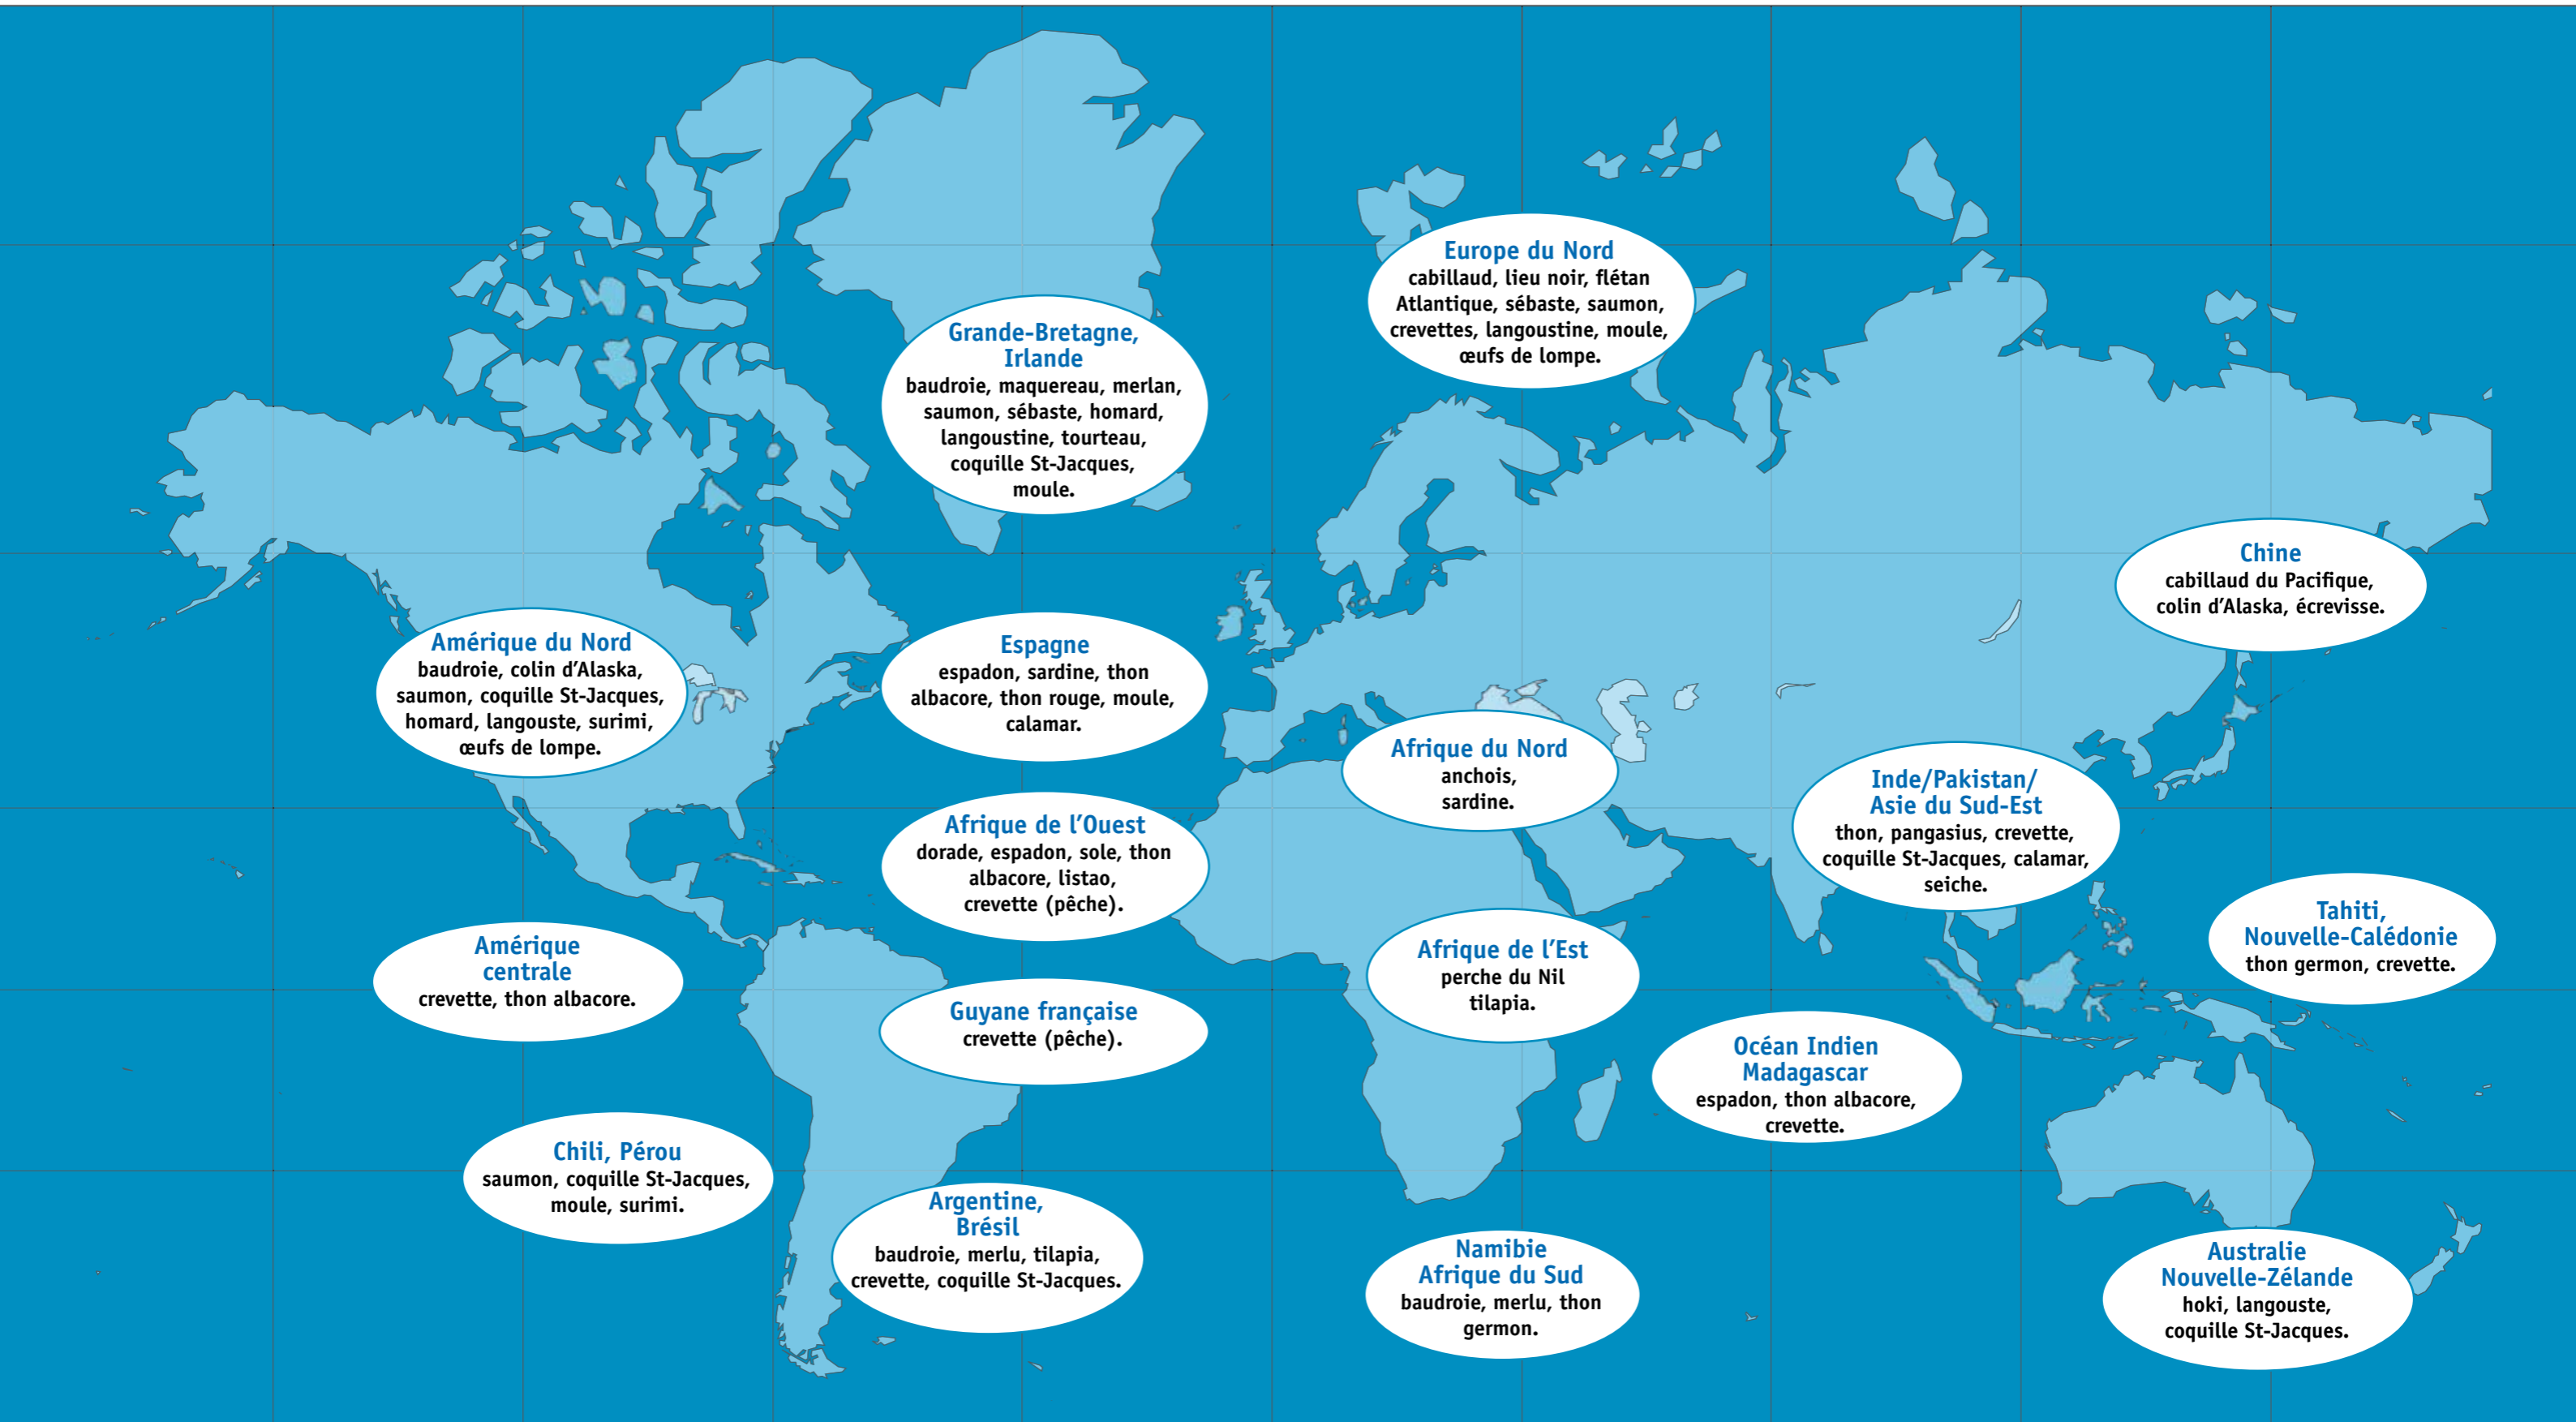 Europe du Nord
cabillaud, lieu noir, flétan
Atlantique, sébaste, saumon,
crevettes, langoustine, moule,
œufs de lompe.
Grande-Bretagne,
Irlande
baudroie, maquereau, merlan,
saumon, sébaste, homard,
langoustine, tourteau,
coquille St-Jacques,
moule.
Chine
cabillaud du Pacifique,
colin d'Alaska, écrevisse.
Amérique du Nord
baudroie, colin d'Alaska,
saumon, coquille St-Jacques,
homard, langouste, surimi,
œufs de lompe.
Espagne
espadon, sardine, thon
albacore, thon rouge, moule,
calamar.
Afrique du Nord
anchois,
sardine.
Inde/Pakistan/
Asie du Sud-Est
thon, pangasius, crevette,
coquille St-Jacques, calamar,
seiche.
Afrique de l'Ouest
dorade, espadon, sole, thon
albacore, listao,
crevette (pêche).
Tahiti,
Nouvelle-Calédonie
thon germon, crevette.
Amérique
centrale
crevette, thon albacore.
Afrique de l'Est
perche du Nil
tilapia.
Guyane française
crevette (pêche).
Océan Indien
Madagascar
espadon, thon albacore,
crevette.
Chili, Pérou
saumon, coquille St-Jacques,
moule, surimi.
Argentine,
Brésil
baudroie, merlu, tilapia,
crevette, coquille St-Jacques.
Namibie
Afrique du Sud
baudroie, merlu, thon
germon.
Australie
Nouvelle-Zélande
hoki, langouste,
coquille St-Jacques.